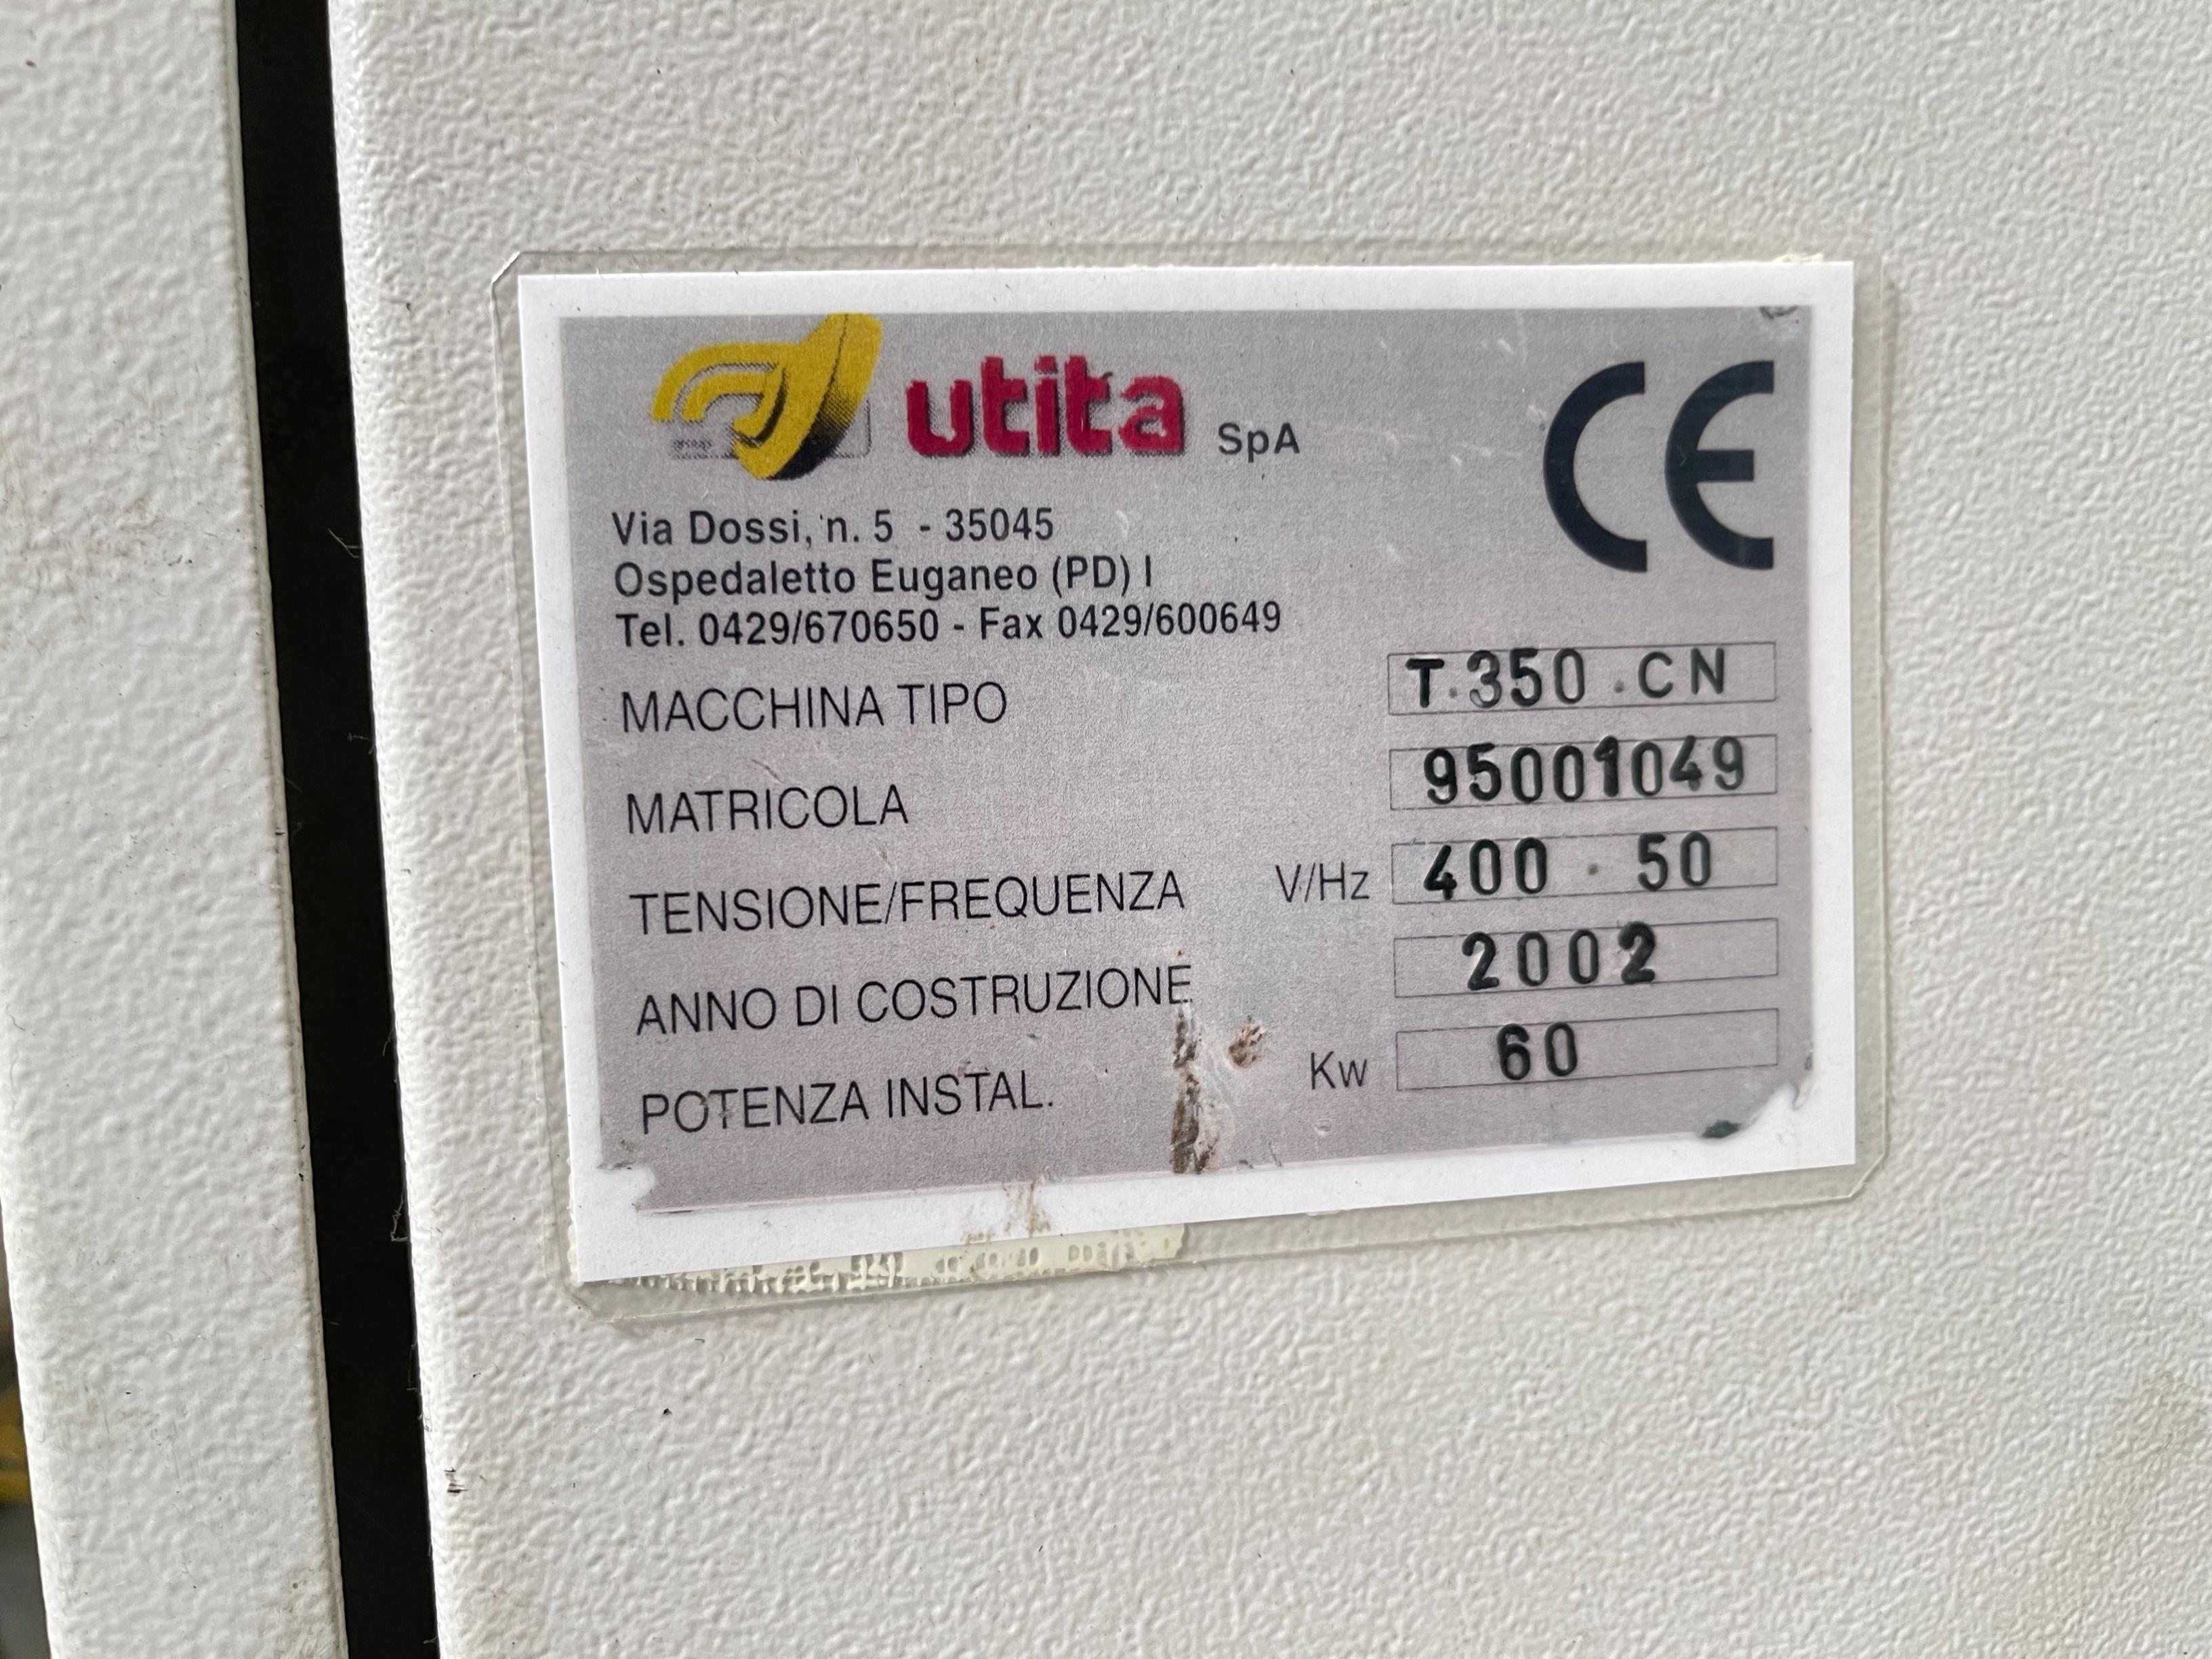 utita SpA
CE
Via Dossi, n. 5 - 35045
Ospedaletto Euganeo (PD) I
Tel. 0429/670650 - Fax 0429/600649
MACCHINA TIPO T.350.CN
MATRICOLA 95001049
TENSIONE/FREQUENZA V/Hz 400 · 50
ANNO DI COSTRUZIONE 2002
POTENZA INSTAL. Kw 60